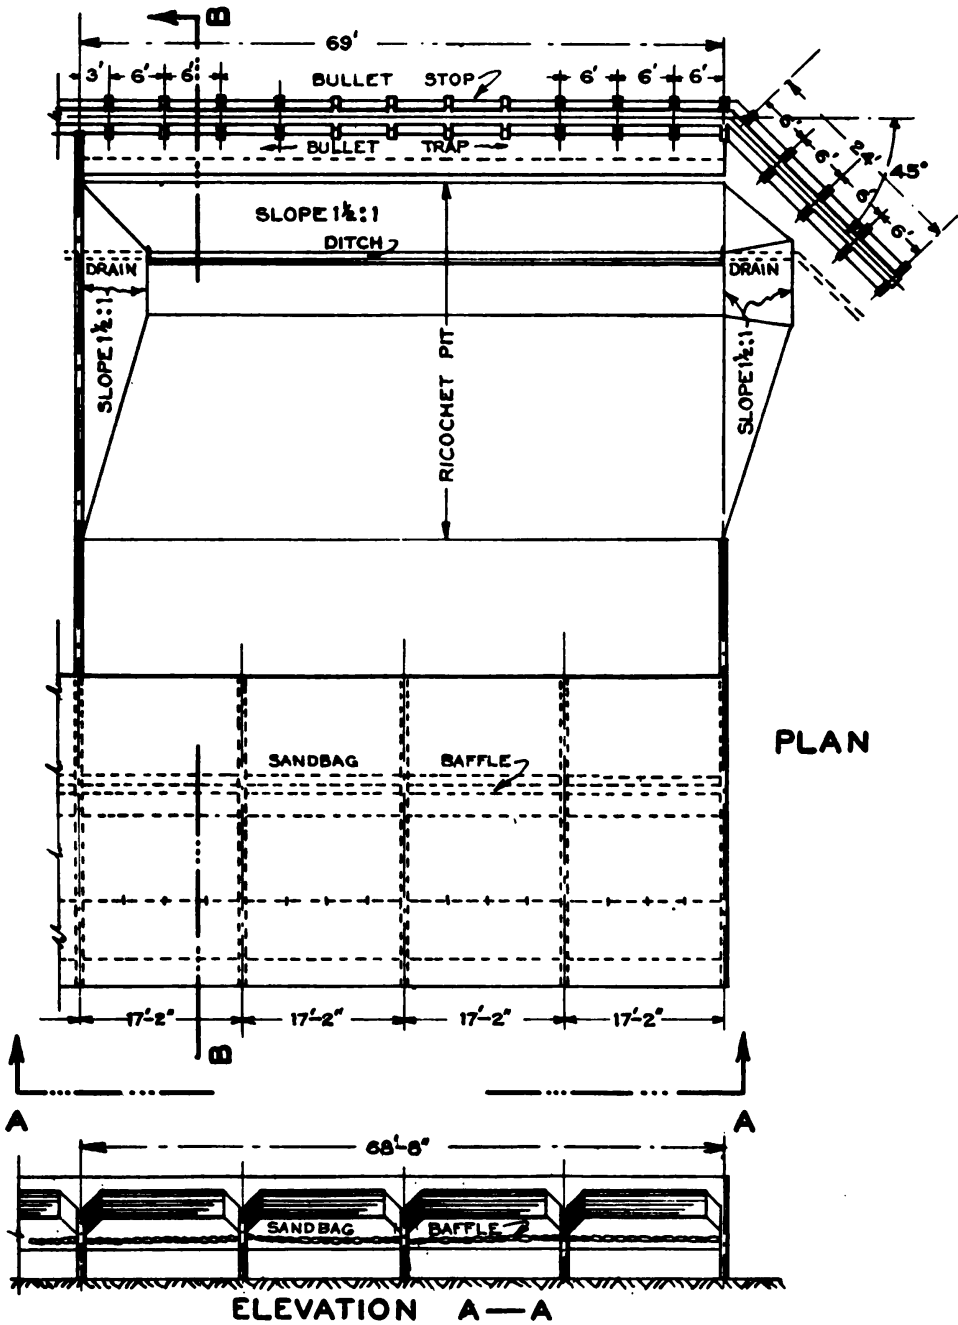 B
69'
3' 6' 6' 6' 6' 6'
BULLET STOP
BULLET TRAP
6' 6' 24' 6' 6'
45°
SLOPE 1½:1
DITCH
DRAIN DRAIN
SLOPE 1½:1
RICOCHET PIT
SLOPE 1½:1
PLAN
SANDBAG BAFFLE
17'-2" 17'-2" 17'-2" 17'-2"
B
A A
68'-8"
SANDBAG BAFFLE
ELEVATION A—A